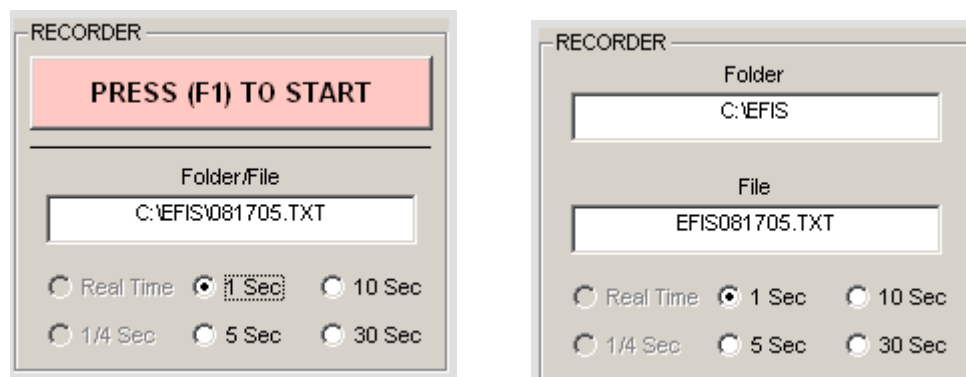 RECORDER
PRESS (F1) TO START
Folder/File
C:\EFIS\081705.TXT
Real Time 1 Sec 10 Sec
1/4 Sec 5 Sec 30 Sec
RECORDER
Folder
C:\EFIS
File
EFIS081705.TXT
Real Time 1 Sec 10 Sec
1/4 Sec 5 Sec 30 Sec